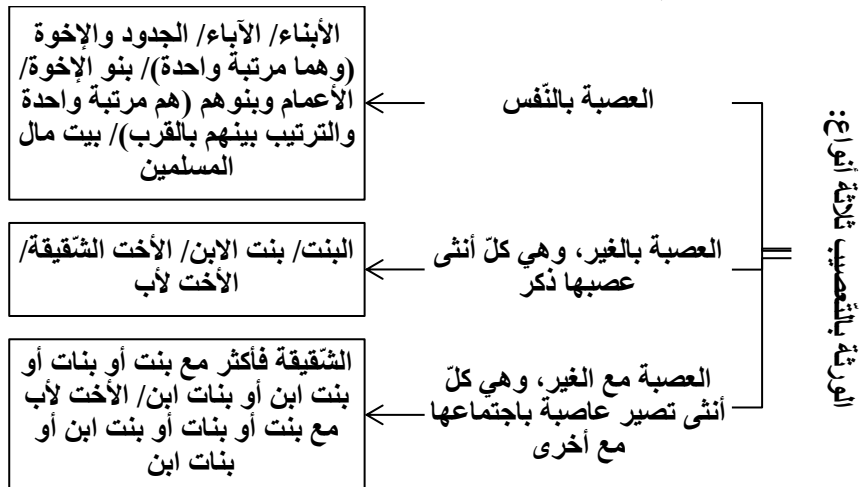 الورثة بالتّعصيب ثلاثة أنواع:
العصبة بالنّفس
الأبناء/ الآباء/ الجدود والإخوة
(وهما مرتبة واحدة)/ بنو الإخوة/
الأعمام وبنوهم (هم مرتبة واحدة
والترتيب بينهم بالقرب)/ بيت مال
المسلمين
العصبة بالغير، وهي كلّ أنثى
عصبها ذكر
البنت/ بنت الابن/ الأخت الشّقيقة/
الأخت لأب
العصبة مع الغير، وهي كلّ
أنثى تصير عاصبة باجتماعها
مع أخرى
الشّقيقة فأكثر مع بنت أو بنات أو
بنت ابن أو بنات ابن/ الأخت لأب
مع بنت أو بنات أو بنت ابن أو
بنات ابن